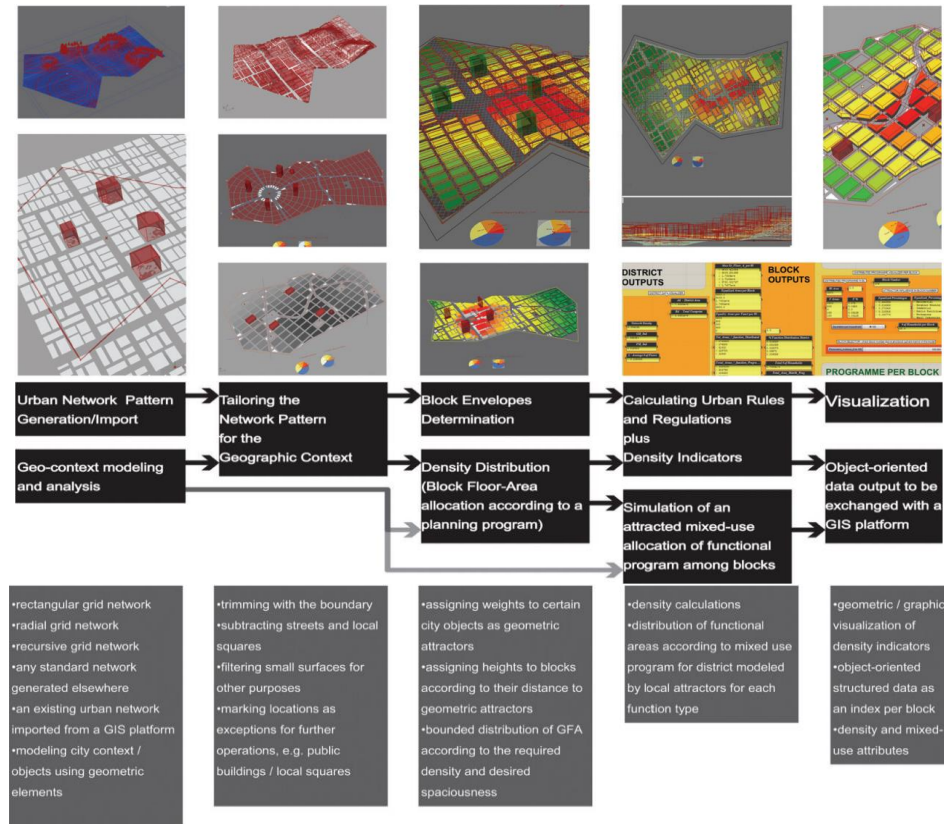 DISTRICT
OUTPUTS
BLOCK
OUTPUTS
PROGRAMME PER BLOCK
Urban Network Pattern
Generation/Import
Geo-context modeling
and analysis
Tailoring the
Network Pattern
for the
Geographic Context
Block Envelopes
Determination
Density Distribution
(Block Floor-Area
allocation according to a
planning program)
Calculating Urban Rules
and Regulations
plus
Density Indicators
Simulation of an
attracted mixed-use
allocation of functional
program among blocks
Visualization
Object-oriented
data output to be
exchanged with a
GIS platform
•rectangular grid network
•radial grid network
•recursive grid network
•any standard network
generated elsewhere
•an existing urban network
imported from a GIS platform
•modeling city context /
objects using geometric
elements
•trimming with the boundary
•subtracting streets and local
squares
•filtering small surfaces for
other purposes
•marking locations as
exceptions for further
operations, e.g. public
buildings / local squares
•assigning weights to certain
city objects as geometric
attractors
•assigning heights to blocks
according to their distance to
geometric attractors
•bounded distribution of GFA
according to the required
density and desired
spaciousness
•density calculations
•distribution of functional
areas according to mixed use
program for district modeled
by local attractors for each
function type
•geometric / graphic
visualization of
density indicators
•object-oriented
structured data as
an index per block
•density and mixed-
use attributes